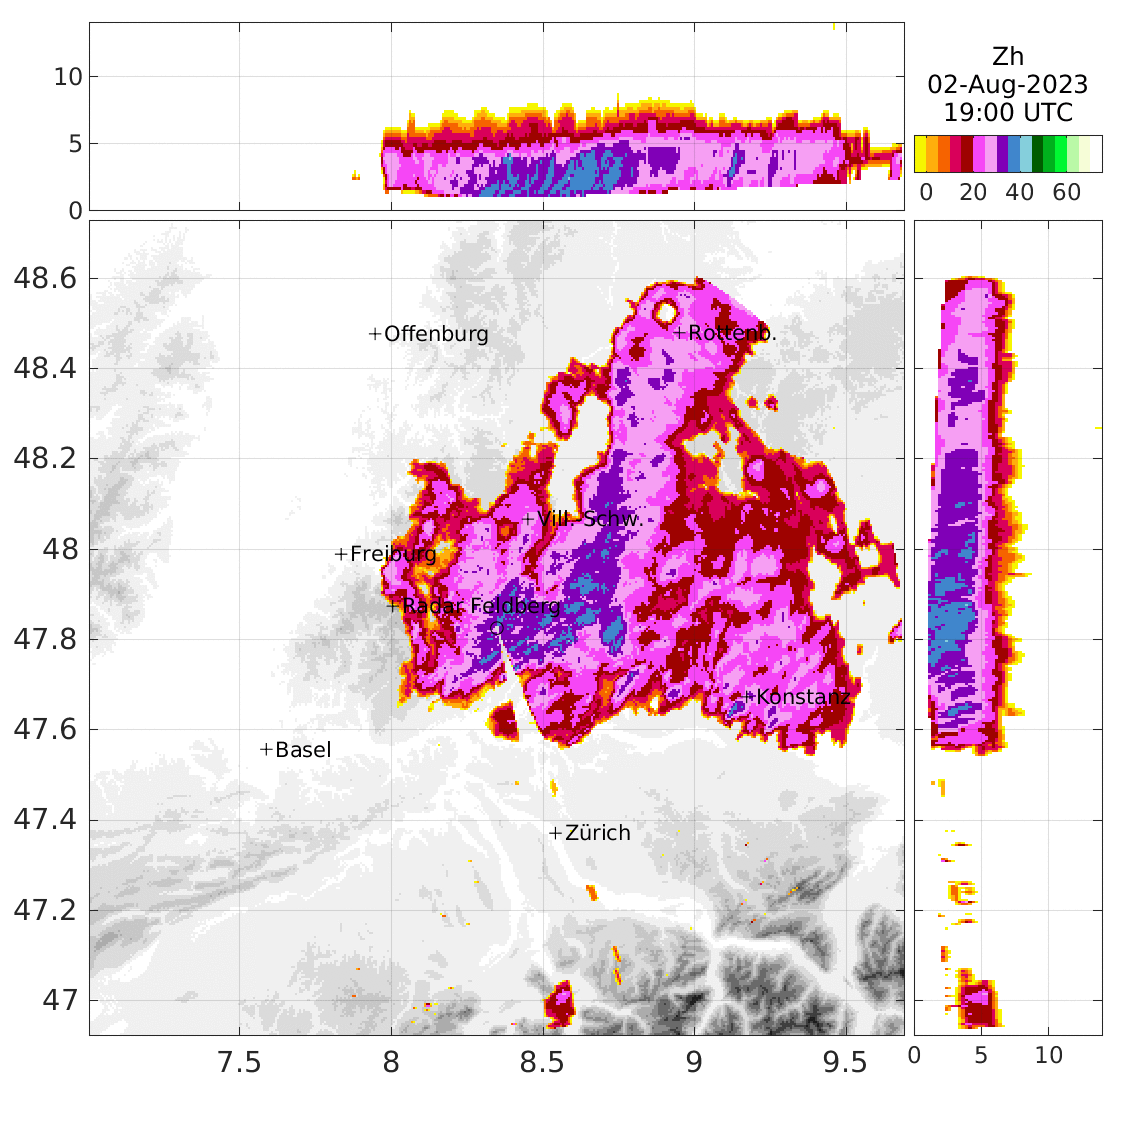 10
5
0
Zh
02-Aug-2023
19:00 UTC
0 20 40 60
48.6
48.4
48.2
48
47.8
47.6
47.4
47.2
47
+Offenburg
+Rottenb.
+Vill.-Schw.
+Freiburg
+Radar Feldberg
+Konstanz
+Basel
+Zürich
7.5 8 8.5 9 9.5
0 5 10